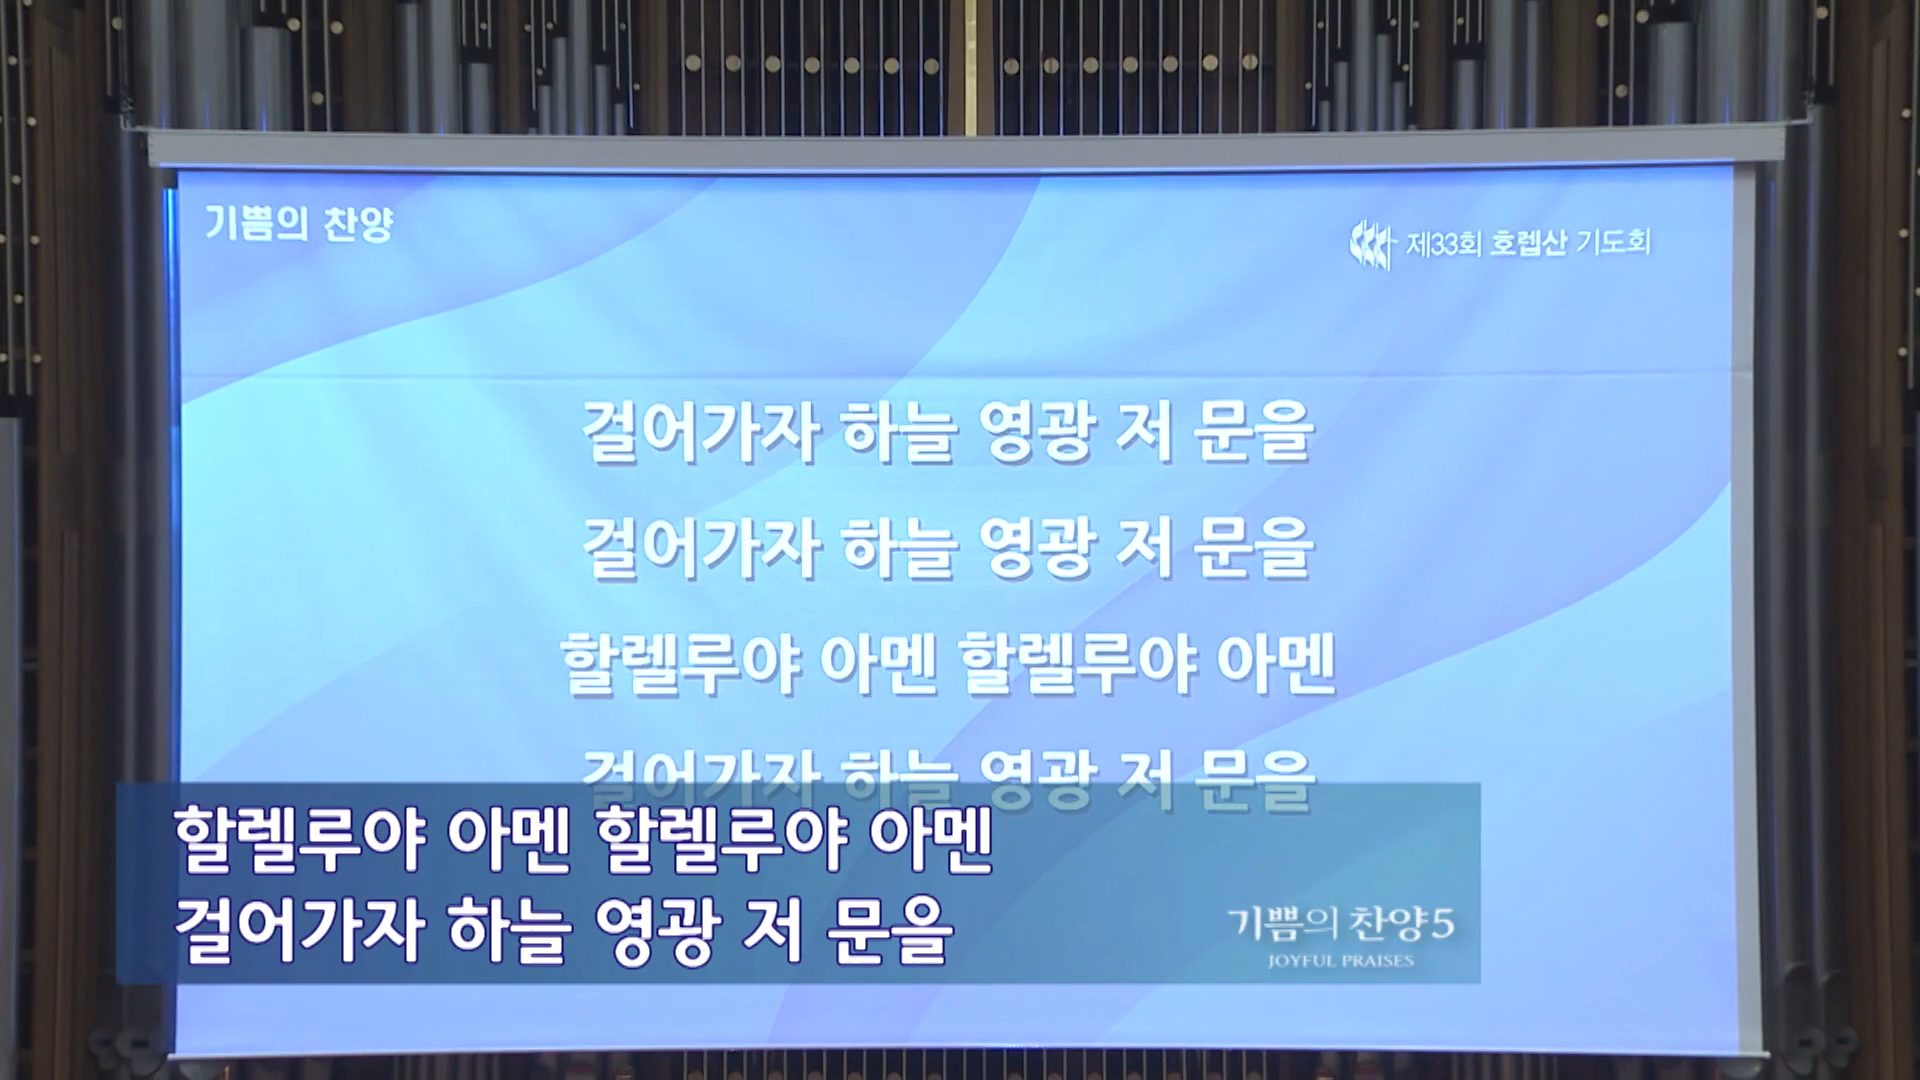 기쁨의 찬양
제33회 호렙산 기도회
걸어가자 하늘 영광 저 문을
걸어가자 하늘 영광 저 문을
할렐루야 아멘 할렐루야 아멘
걸어가자 하늘 영광 저 문을
할렐루야 아멘 할렐루야 아멘
걸어가자 하늘 영광 저 문을
기쁨의 찬양5
JOYFUL PRAISES